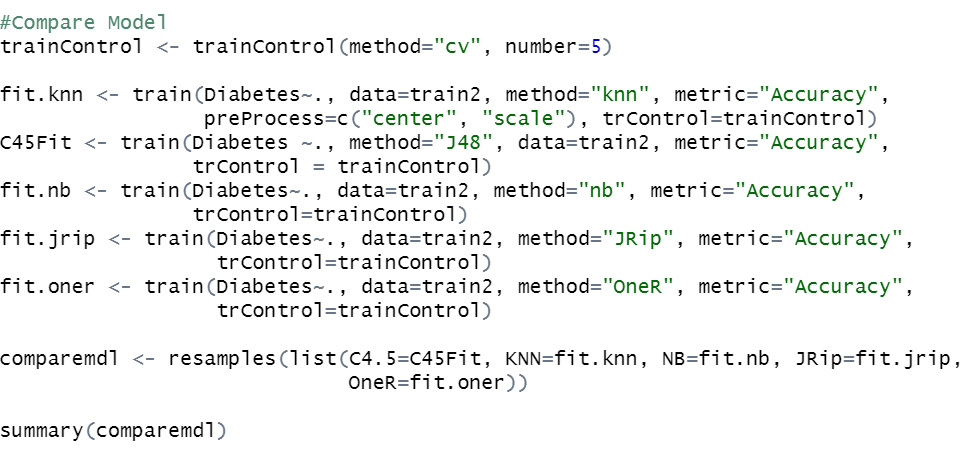 #Compare Model
trainControl <- trainControl(method="cv", number=5)
fit.knn <- train(Diabetes~., data=train2, method="knn", metric="Accuracy",
preProcess=c("center", "scale"), trControl=trainControl)
C45Fit <- train(Diabetes ~., method="J48", data=train2, metric="Accuracy",
trControl = trainControl)
fit.nb <- train(Diabetes~., data=train2, method="nb", metric="Accuracy",
trControl=trainControl)
fit.jrip <- train(Diabetes~., data=train2, method="JRip", metric="Accuracy",
trControl=trainControl)
fit.oner <- train(Diabetes~., data=train2, method="OneR", metric="Accuracy",
trControl=trainControl)
comparemdl <- resamples(list(C4.5=C45Fit, KNN=fit.knn, NB=fit.nb, JRip=fit.jrip,
OneR=fit.oner))
summary(comparemdl)